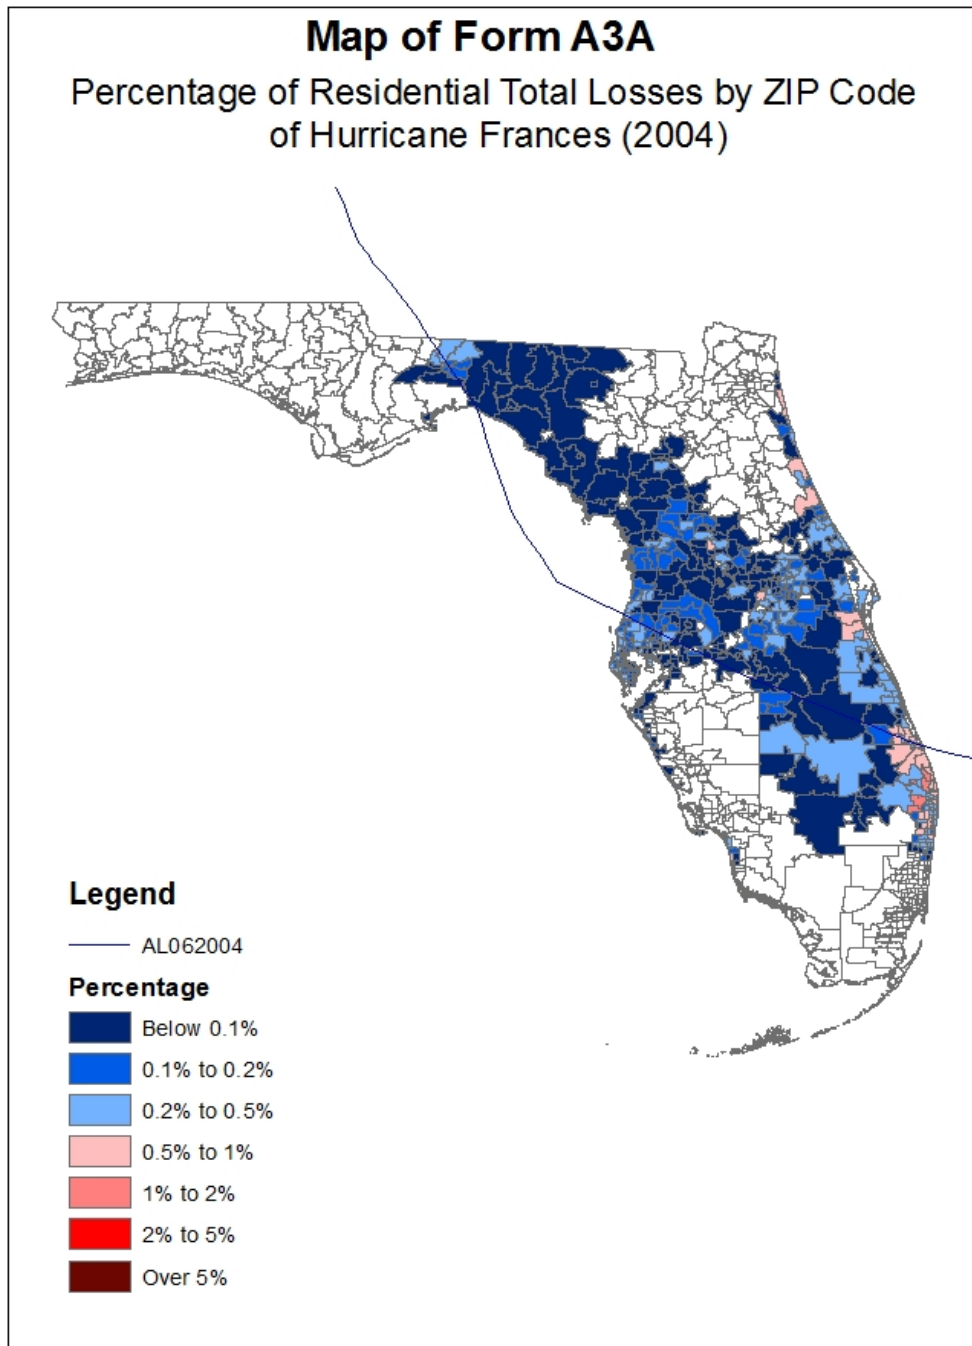 Map of Form A3A
Percentage of Residential Total Losses by ZIP Code
of Hurricane Frances (2004)
Legend
AL062004
Percentage
Below 0.1%
0.1% to 0.2%
0.2% to 0.5%
0.5% to 1%
1% to 2%
2% to 5%
Over 5%